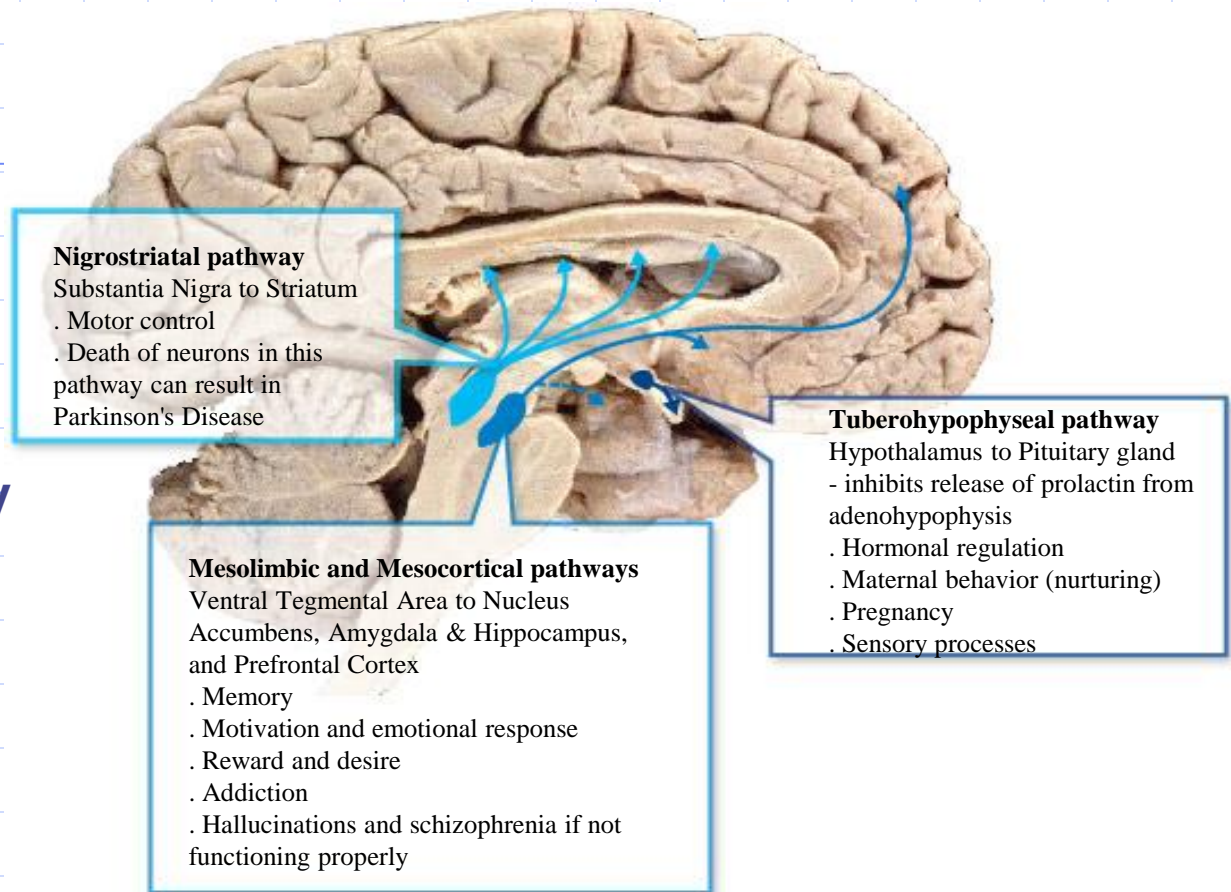 Nigrostriatal pathway
Substantia Nigra to Striatum
. Motor control
. Death of neurons in this
pathway can result in
Parkinson's Disease
Tuberohypophyseal pathway
Hypothalamus to Pituitary gland
- inhibits release of prolactin from
adenohypophysis
. Hormonal regulation
. Maternal behavior (nurturing)
. Pregnancy
. Sensory processes
Mesolimbic and Mesocortical pathways
Ventral Tegmental Area to Nucleus
Accumbens, Amygdala & Hippocampus,
and Prefrontal Cortex
. Memory
. Motivation and emotional response
. Reward and desire
. Addiction
. Hallucinations and schizophrenia if not
functioning properly